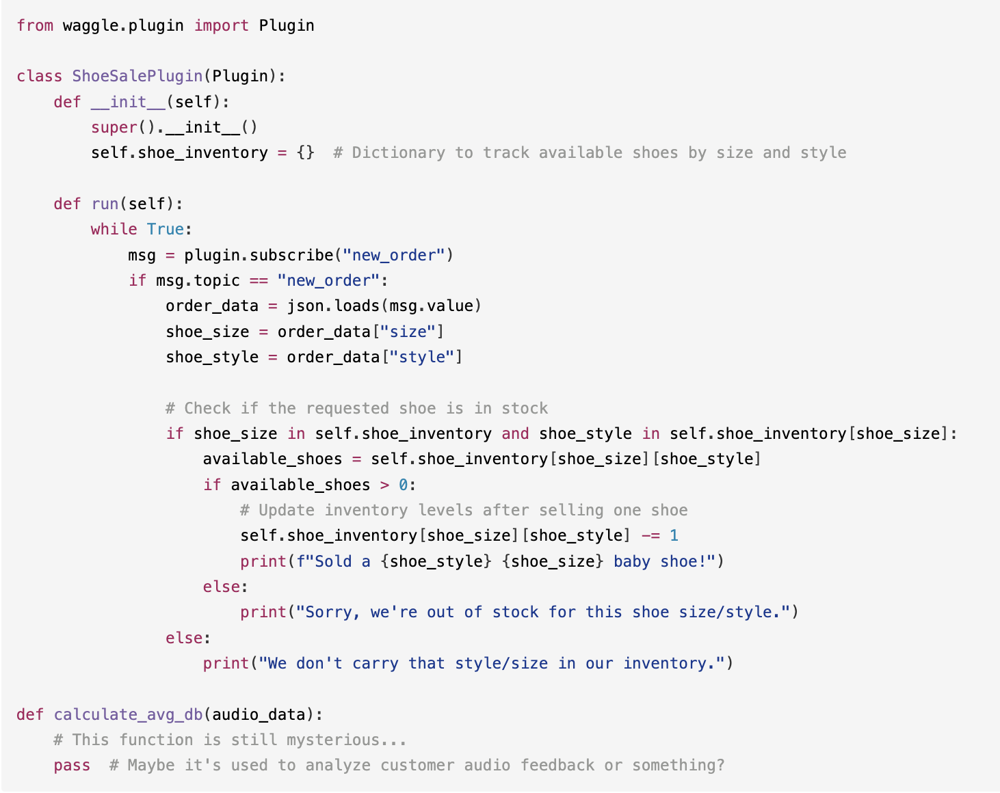 from waggle.plugin import Plugin

class ShoeSalePlugin(Plugin):
    def __init__(self):
        super().__init__()
        self.shoe_inventory = {}  # Dictionary to track available shoes by size and style

    def run(self):
        while True:
            msg = plugin.subscribe("new_order")
            if msg.topic == "new_order":
                order_data = json.loads(msg.value)
                shoe_size = order_data["size"]
                shoe_style = order_data["style"]

                # Check if the requested shoe is in stock
                if shoe_size in self.shoe_inventory and shoe_style in self.shoe_inventory[shoe_size]:
                    available_shoes = self.shoe_inventory[shoe_size][shoe_style]
                    if available_shoes > 0:
                        # Update inventory levels after selling one shoe
                        self.shoe_inventory[shoe_size][shoe_style] -= 1
                        print(f"Sold a {shoe_style} {shoe_size} baby shoe!")
                    else:
                        print("Sorry, we're out of stock for this shoe size/style.")
                else:
                    print("We don't carry that style/size in our inventory.")

def calculate_avg_db(audio_data):
    # This function is still mysterious...
    pass  # Maybe it's used to analyze customer audio feedback or something?